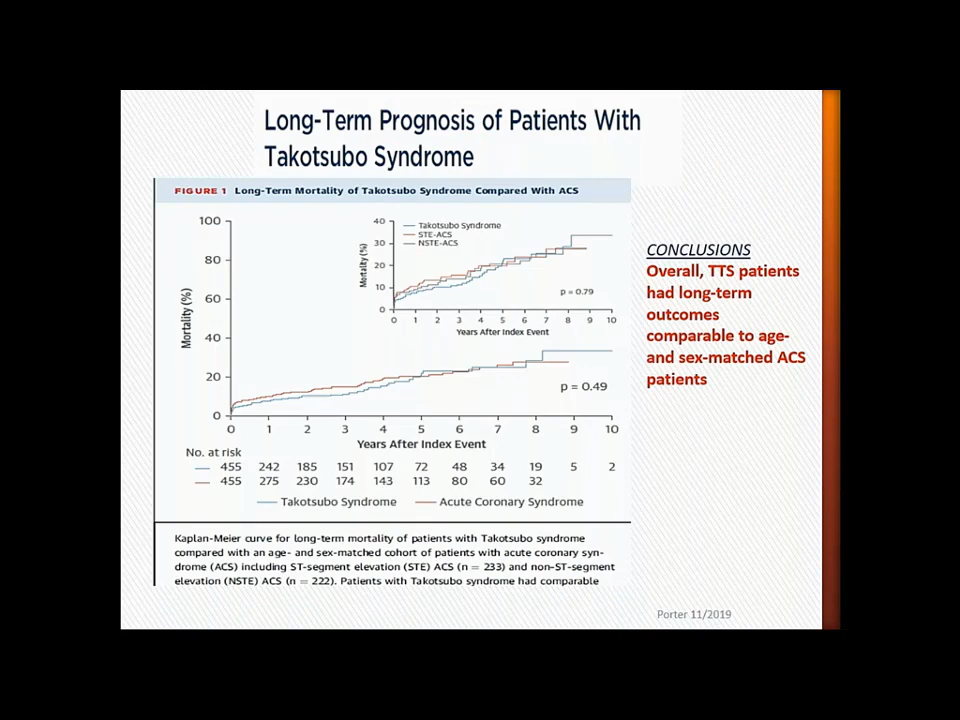 Long-Term Prognosis of Patients With
Takotsubo Syndrome
FIGURE 1 Long-Term Mortality of Takotsubo Syndrome Compared With ACS
100
80
60
40
20
0
Mortality (%)
0 1 2 3 4 5 6 7 8 9 10
Years After Index Event
p = 0.49
40
30
20
10
0
Mortality (%)
Takotsubo Syndrome
STE-ACS
NSTE-ACS
p = 0.79
0 1 2 3 4 5 6 7 8 9 10
Years After Index Event
No. at risk
455 242 185 151 107 72 48 34 19 5 2
455 275 230 174 143 113 80 60 32
Takotsubo Syndrome Acute Coronary Syndrome
Kaplan-Meier curve for long-term mortality of patients with Takotsubo syndrome
compared with an age- and sex-matched cohort of patients with acute coronary syn-
drome (ACS) including ST-segment elevation (STE) ACS (n = 233) and non-ST-segment
elevation (NSTE) ACS (n = 222). Patients with Takotsubo syndrome had comparable
CONCLUSIONS
Overall, TTS patients
had long-term
outcomes
comparable to age-
and sex-matched ACS
patients
Porter 11/2019